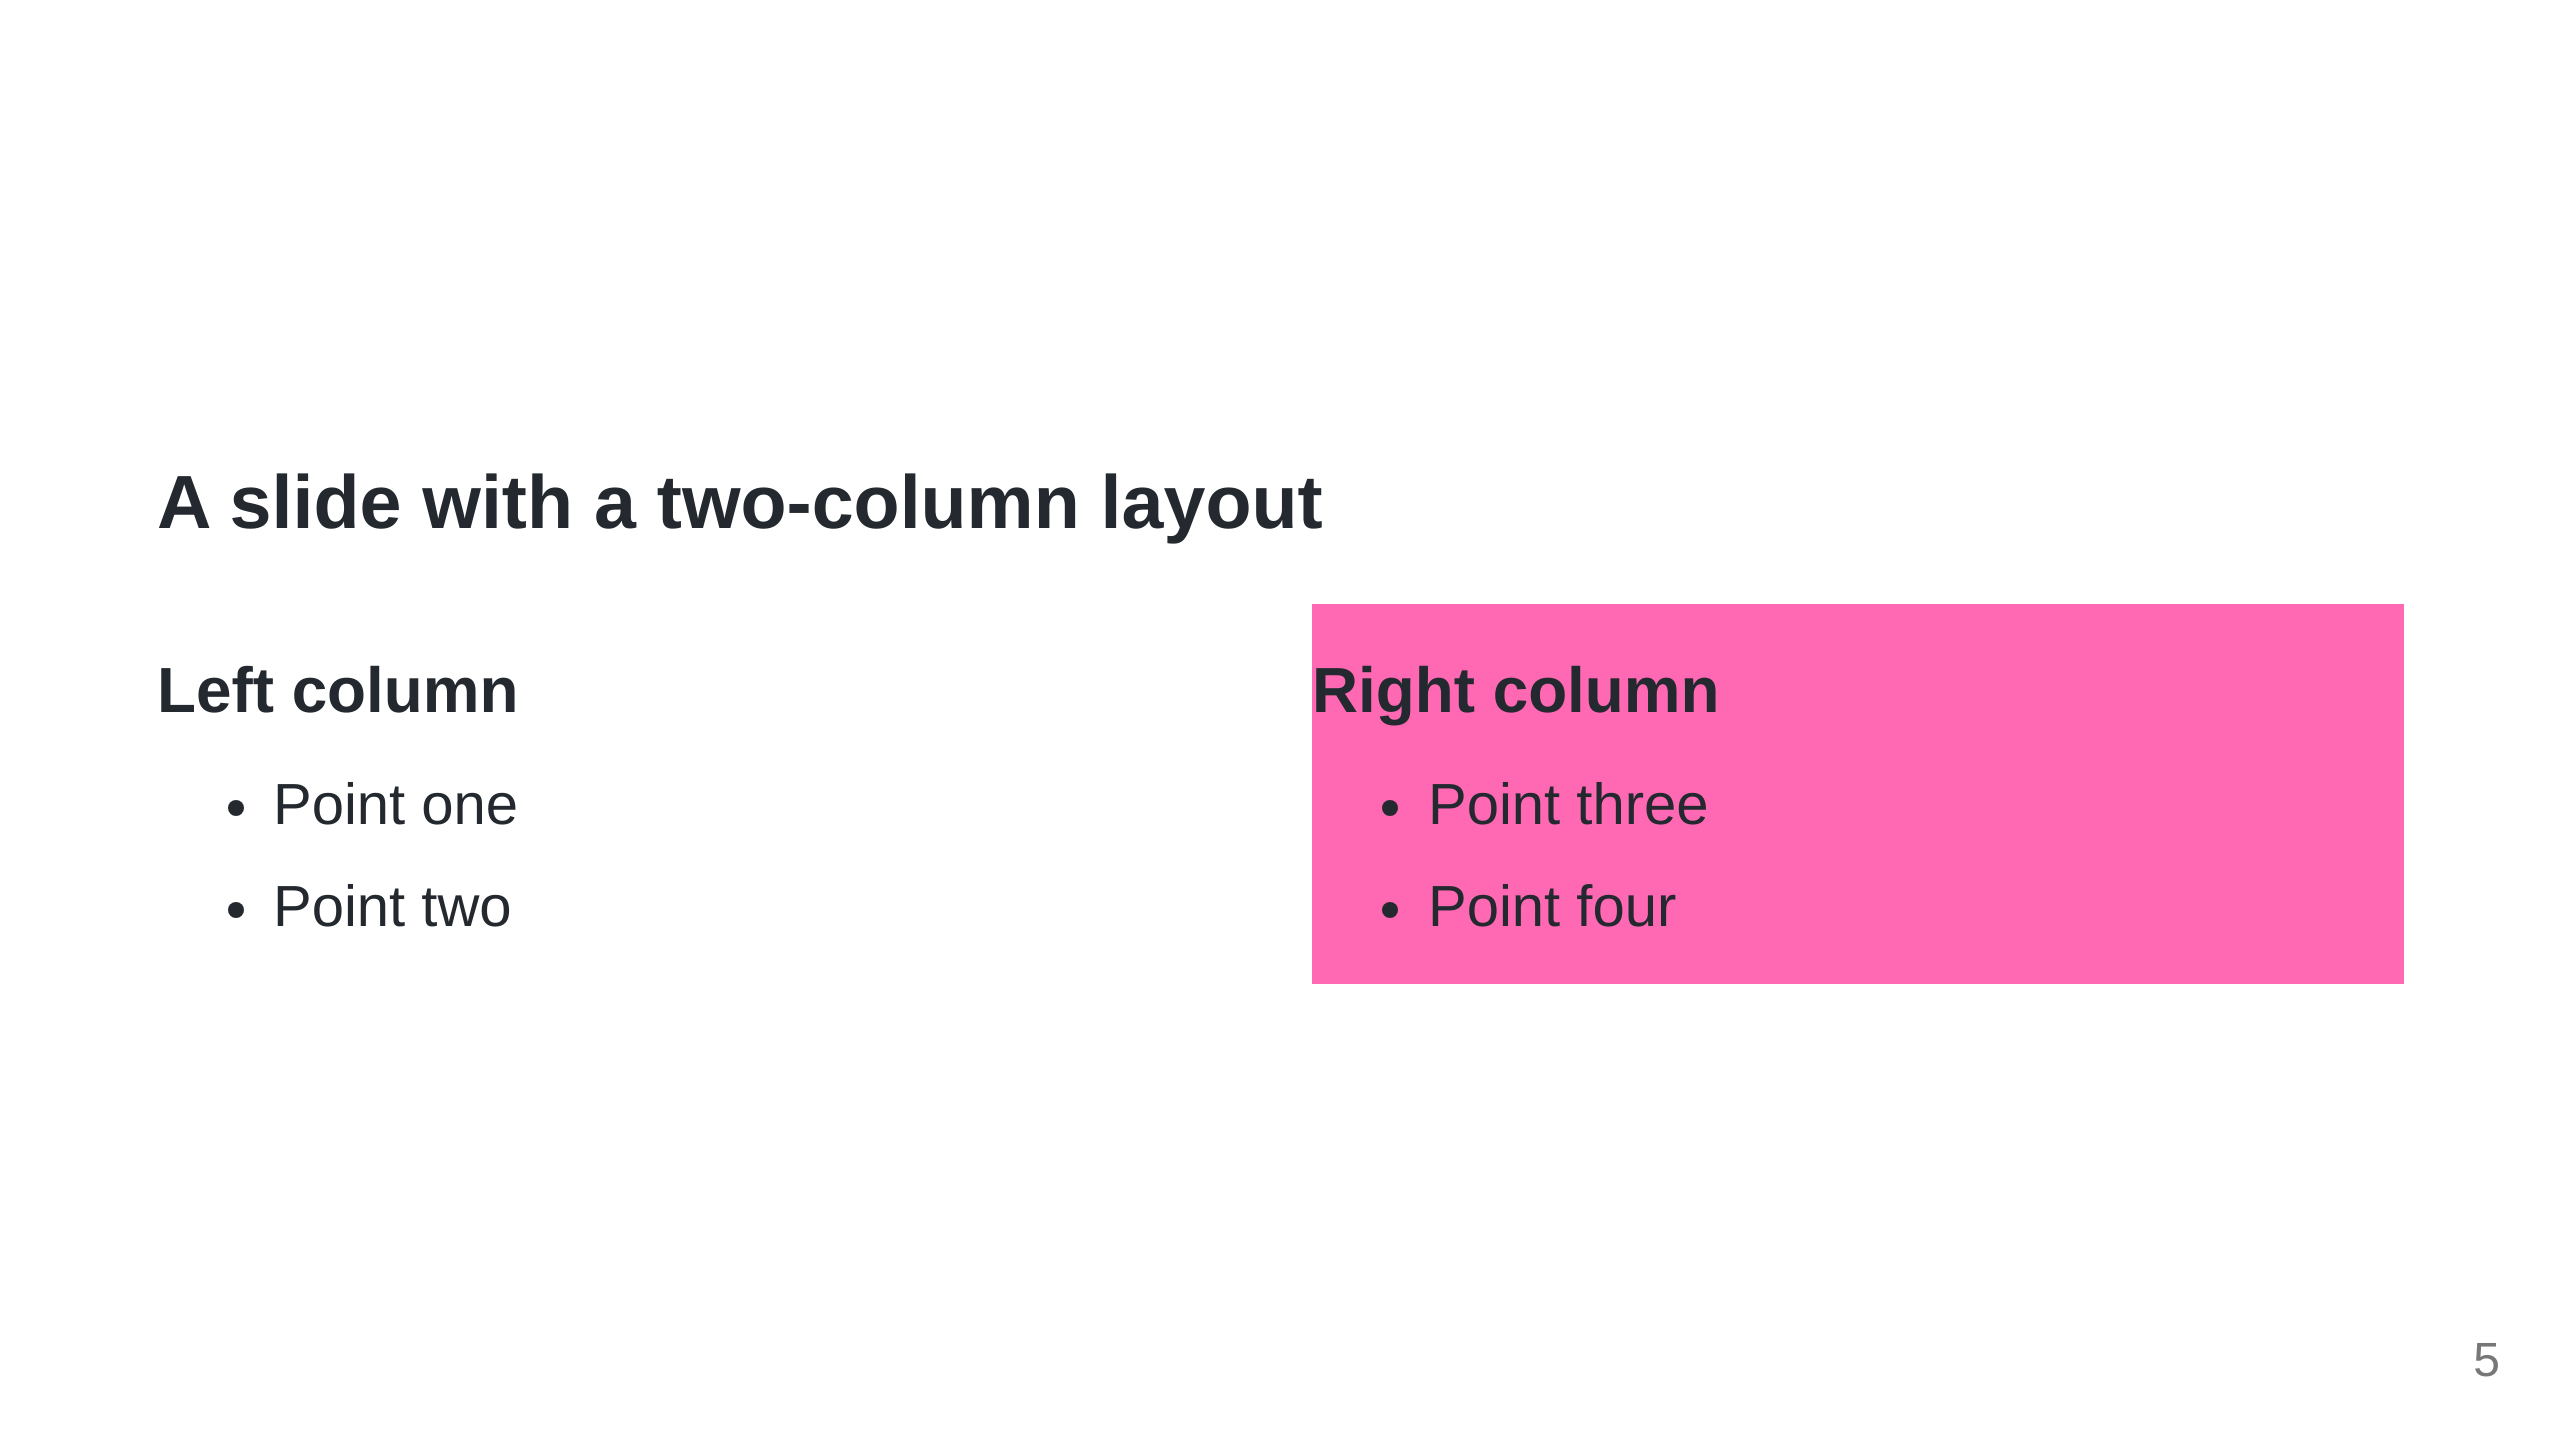 A slide with a two-column layout
Left column
• Point one
• Point two
Right column
• Point three
• Point four
5